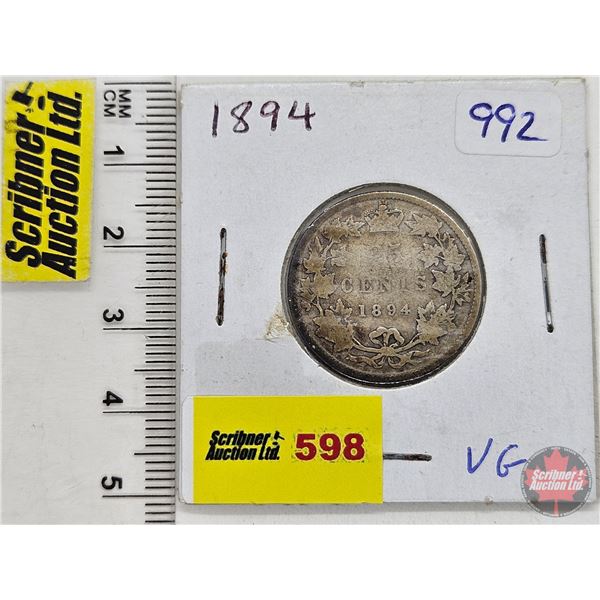 Scribner
Auction Ltd.
MM
CM
1
2
3
4
5
1894
992
CENTS
1894
Scribner
Auction Ltd.
598
VG
Scribner
Auction Ltd.